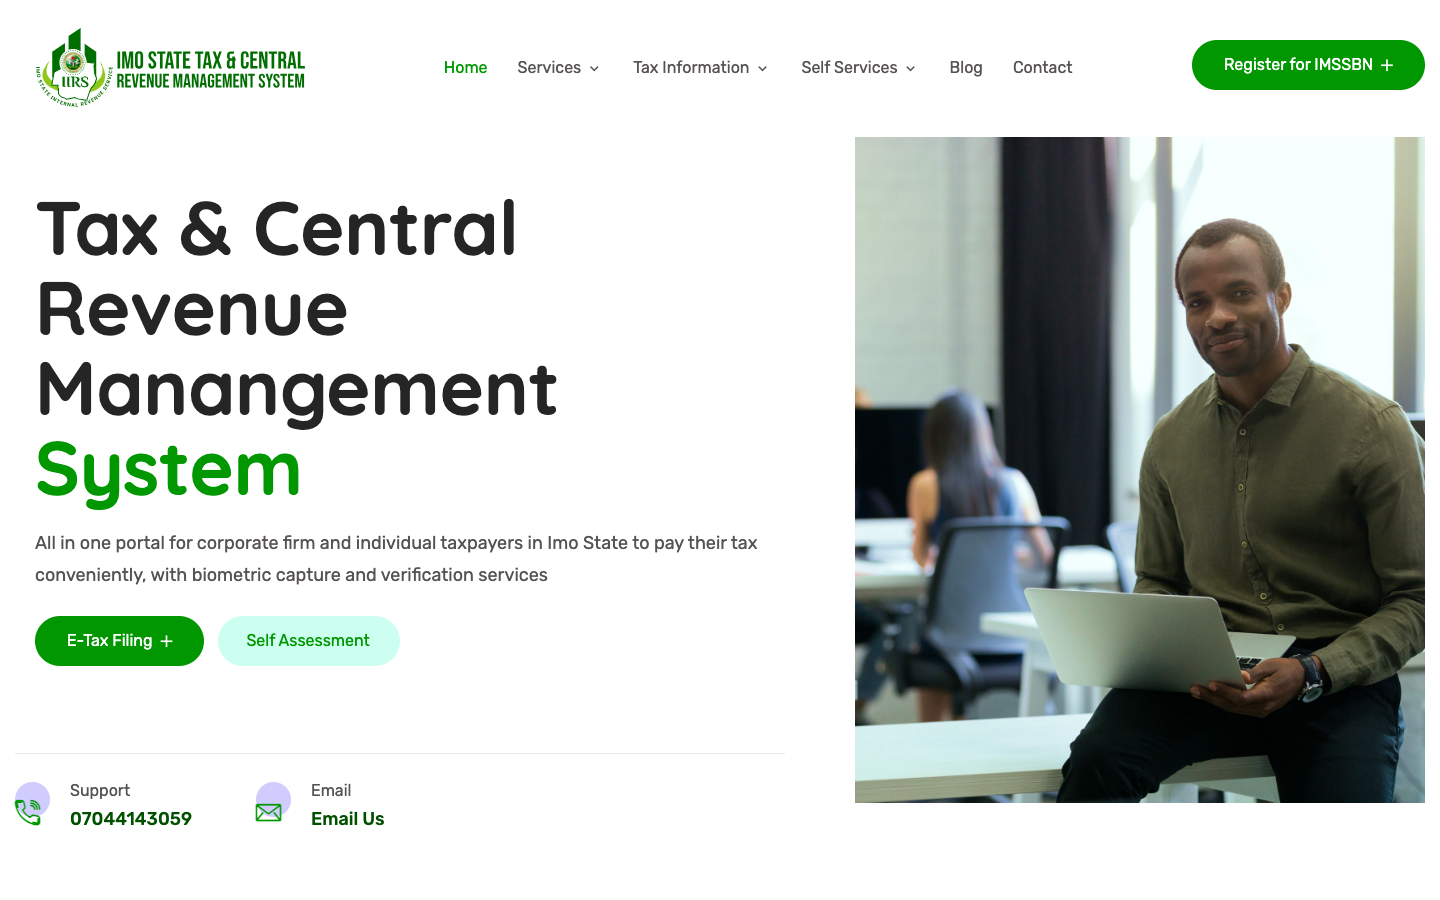 IMO STATE TAX & CENTRAL
REVENUE MANAGEMENT SYSTEM
IIRS
IMO STATE INTERNAL REVENUE SERVICE
Home
Services
Tax Information
Self Services
Blog
Contact
Register for IMSSBN
Tax & Central
Revenue
Manangement
System
All in one portal for corporate firm and individual taxpayers in Imo State to pay their tax
conveniently, with biometric capture and verification services
E-Tax Filing
Self Assessment
Support
07044143059
Email
Email Us